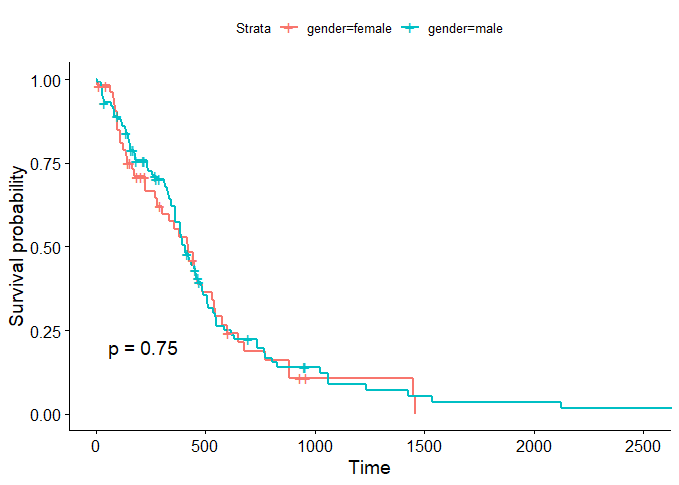 Strata gender=female gender=male
Survival probability
1.00
0.75
0.50
0.25
0.00
p = 0.75
0 500 1000 1500 2000 2500
Time